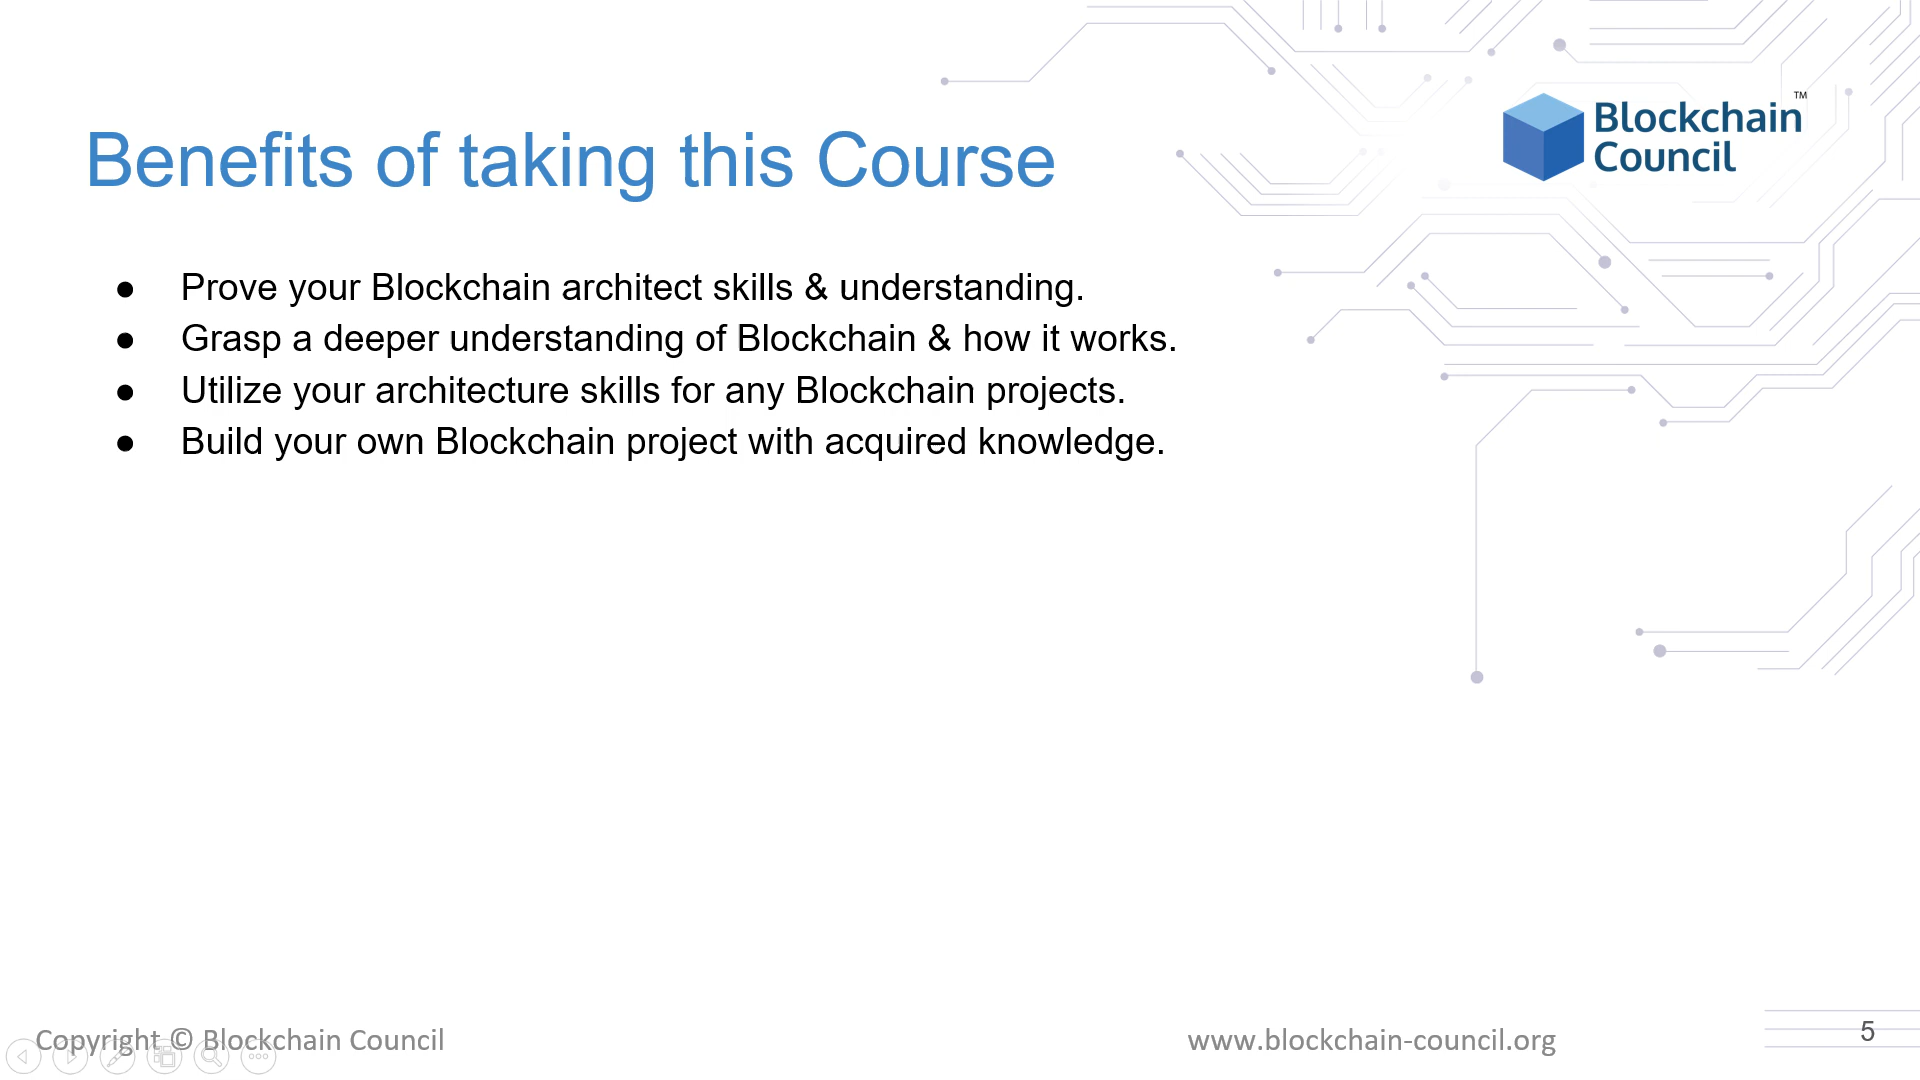 Blockchain™
Council
Benefits of taking this Course
● Prove your Blockchain architect skills & understanding.
● Grasp a deeper understanding of Blockchain & how it works.
● Utilize your architecture skills for any Blockchain projects.
● Build your own Blockchain project with acquired knowledge.
Copyright © Blockchain Council
www.blockchain-council.org
5